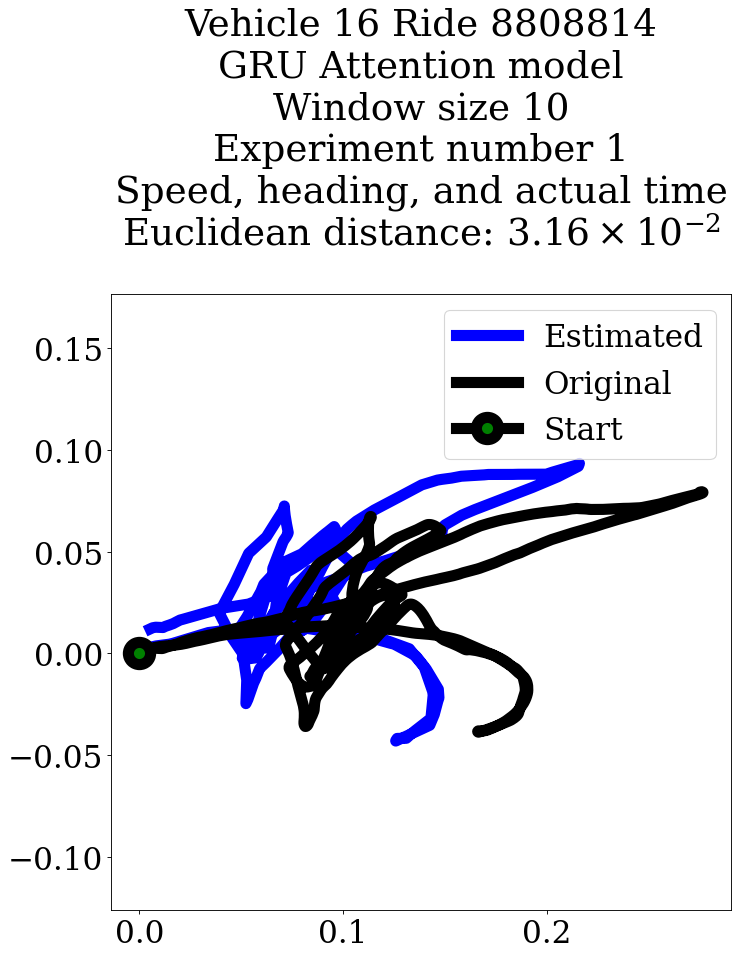 Vehicle 16 Ride 8808814
GRU Attention model
Window size 10
Experiment number 1
Speed, heading, and actual time
Euclidean distance: 3.16 × 10⁻²
Estimated
Original
Start
0.15
0.10
0.05
0.00
−0.05
−0.10
0.0 0.1 0.2